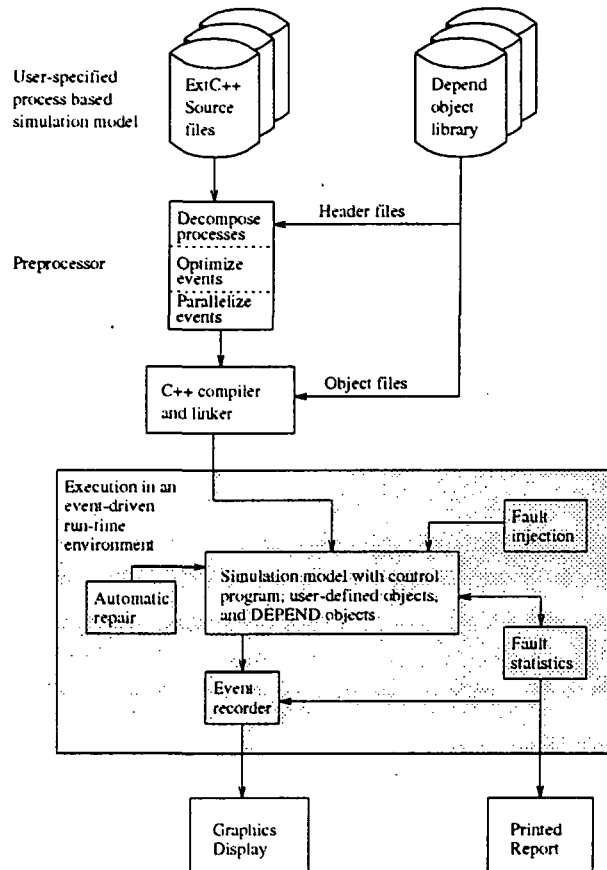 User-specified
process based
simulation model
ExtC++
Source
files
Depend
object
library
Header files
Preprocessor
Decompose
processes
Optimize
events
Parallelize
events
C++ compiler
and linker
Object files
Execution in an
event-driven
run-time
environment
Fault
injection
Automatic
repair
Simulation model with control
program; user-defined objects,
and DEPEND objects
Fault
statistics
Event
recorder
Graphics
Display
Printed
Report